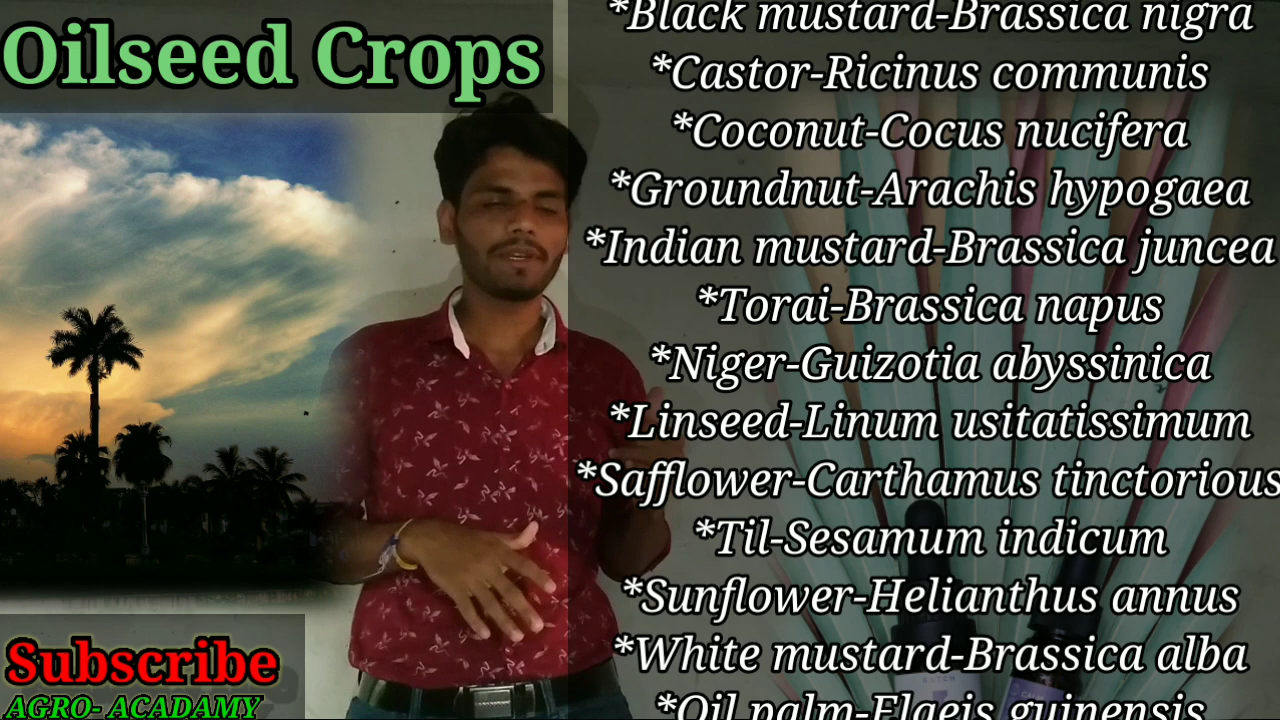 Oilseed Crops
*Black mustard-Brassica nigra
*Castor-Ricinus communis
*Coconut-Cocus nucifera
*Groundnut-Arachis hypogaea
*Indian mustard-Brassica juncea
*Torai-Brassica napus
*Niger-Guizotia abyssinica
*Linseed-Linum usitatissimum
*Safflower-Carthamus tinctorious
*Til-Sesamum indicum
*Sunflower-Helianthus annus
*White mustard-Brassica alba
*Oil palm-Elaeis guinensis
Subscribe
AGRO- ACADAMY